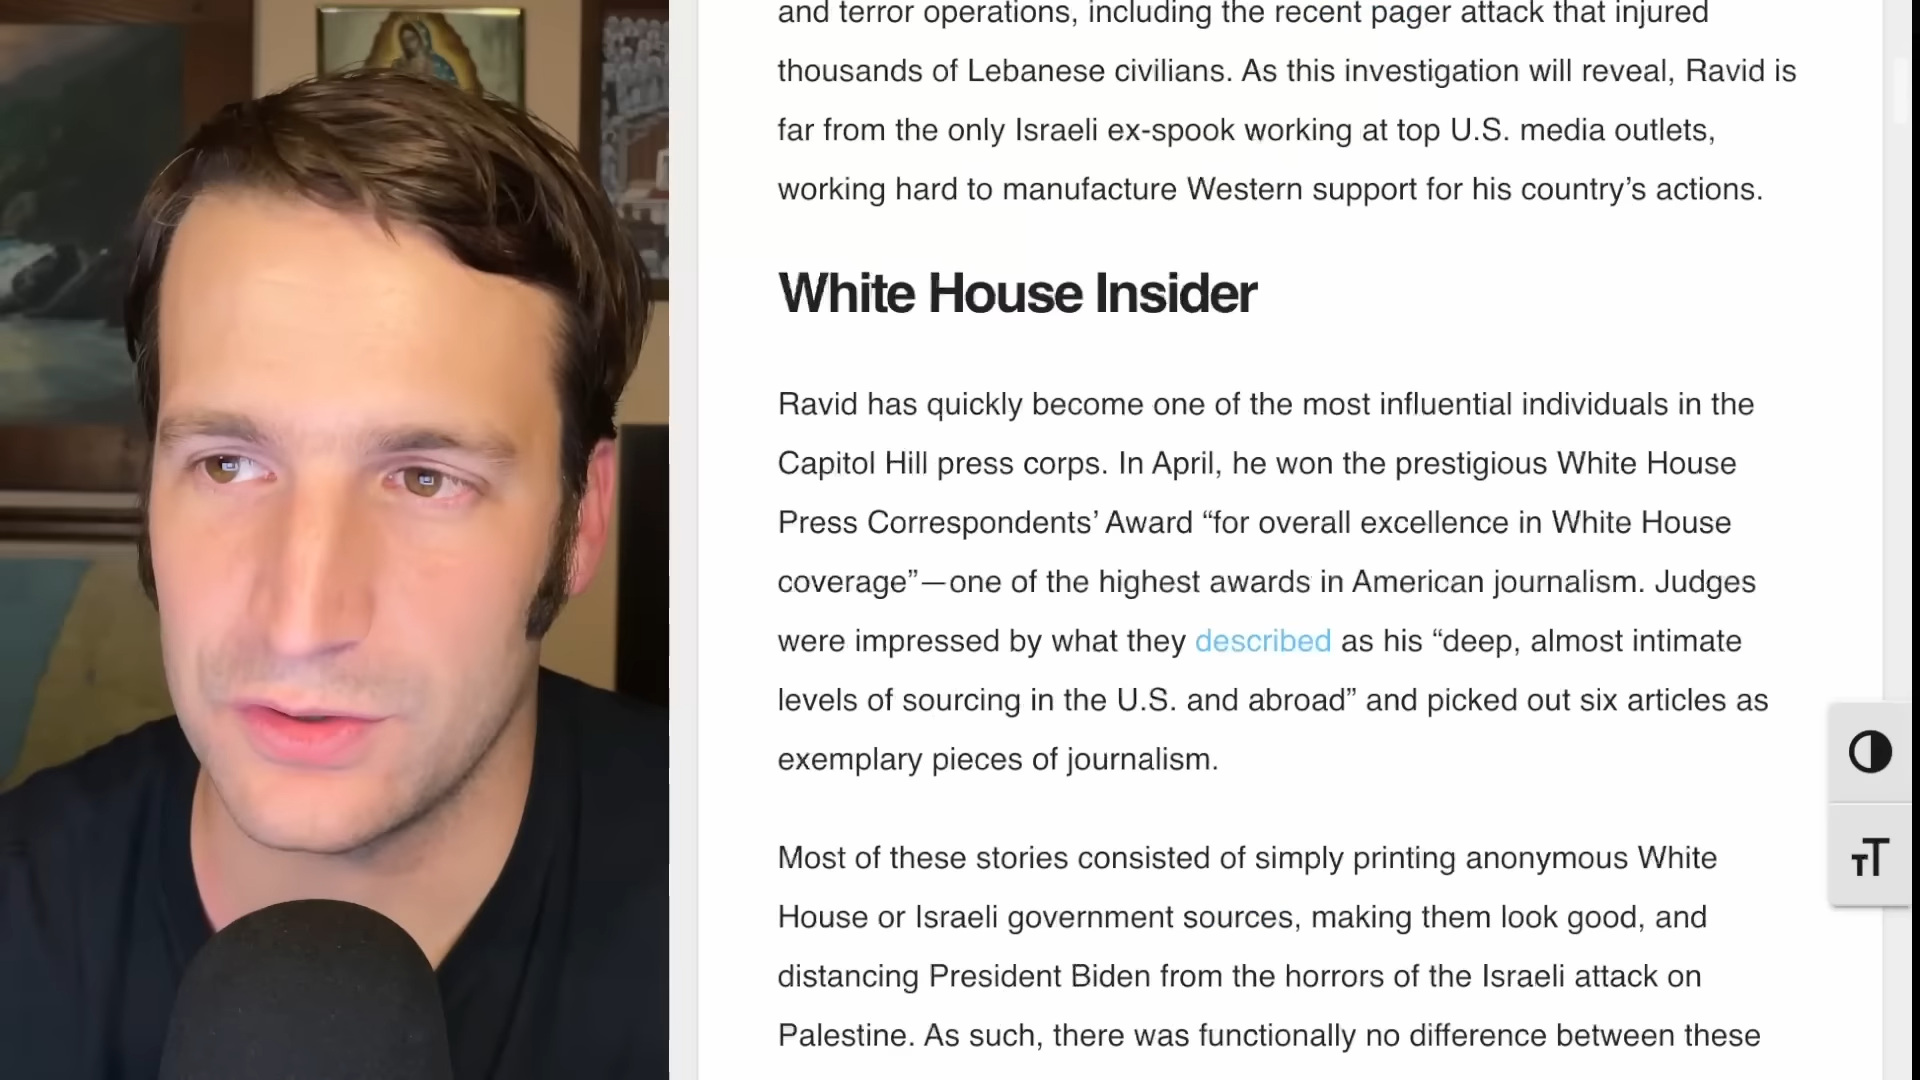 and terror operations, including the recent pager attack that injured
thousands of Lebanese civilians. As this investigation will reveal, Ravid is
far from the only Israeli ex-spook working at top U.S. media outlets,
working hard to manufacture Western support for his country’s actions.
White House Insider
Ravid has quickly become one of the most influential individuals in the
Capitol Hill press corps. In April, he won the prestigious White House
Press Correspondents’ Award “for overall excellence in White House
coverage”—one of the highest awards in American journalism. Judges
were impressed by what they described as his “deep, almost intimate
levels of sourcing in the U.S. and abroad” and picked out six articles as
exemplary pieces of journalism.
Most of these stories consisted of simply printing anonymous White
House or Israeli government sources, making them look good, and
distancing President Biden from the horrors of the Israeli attack on
Palestine. As such, there was functionally no difference between these
TT